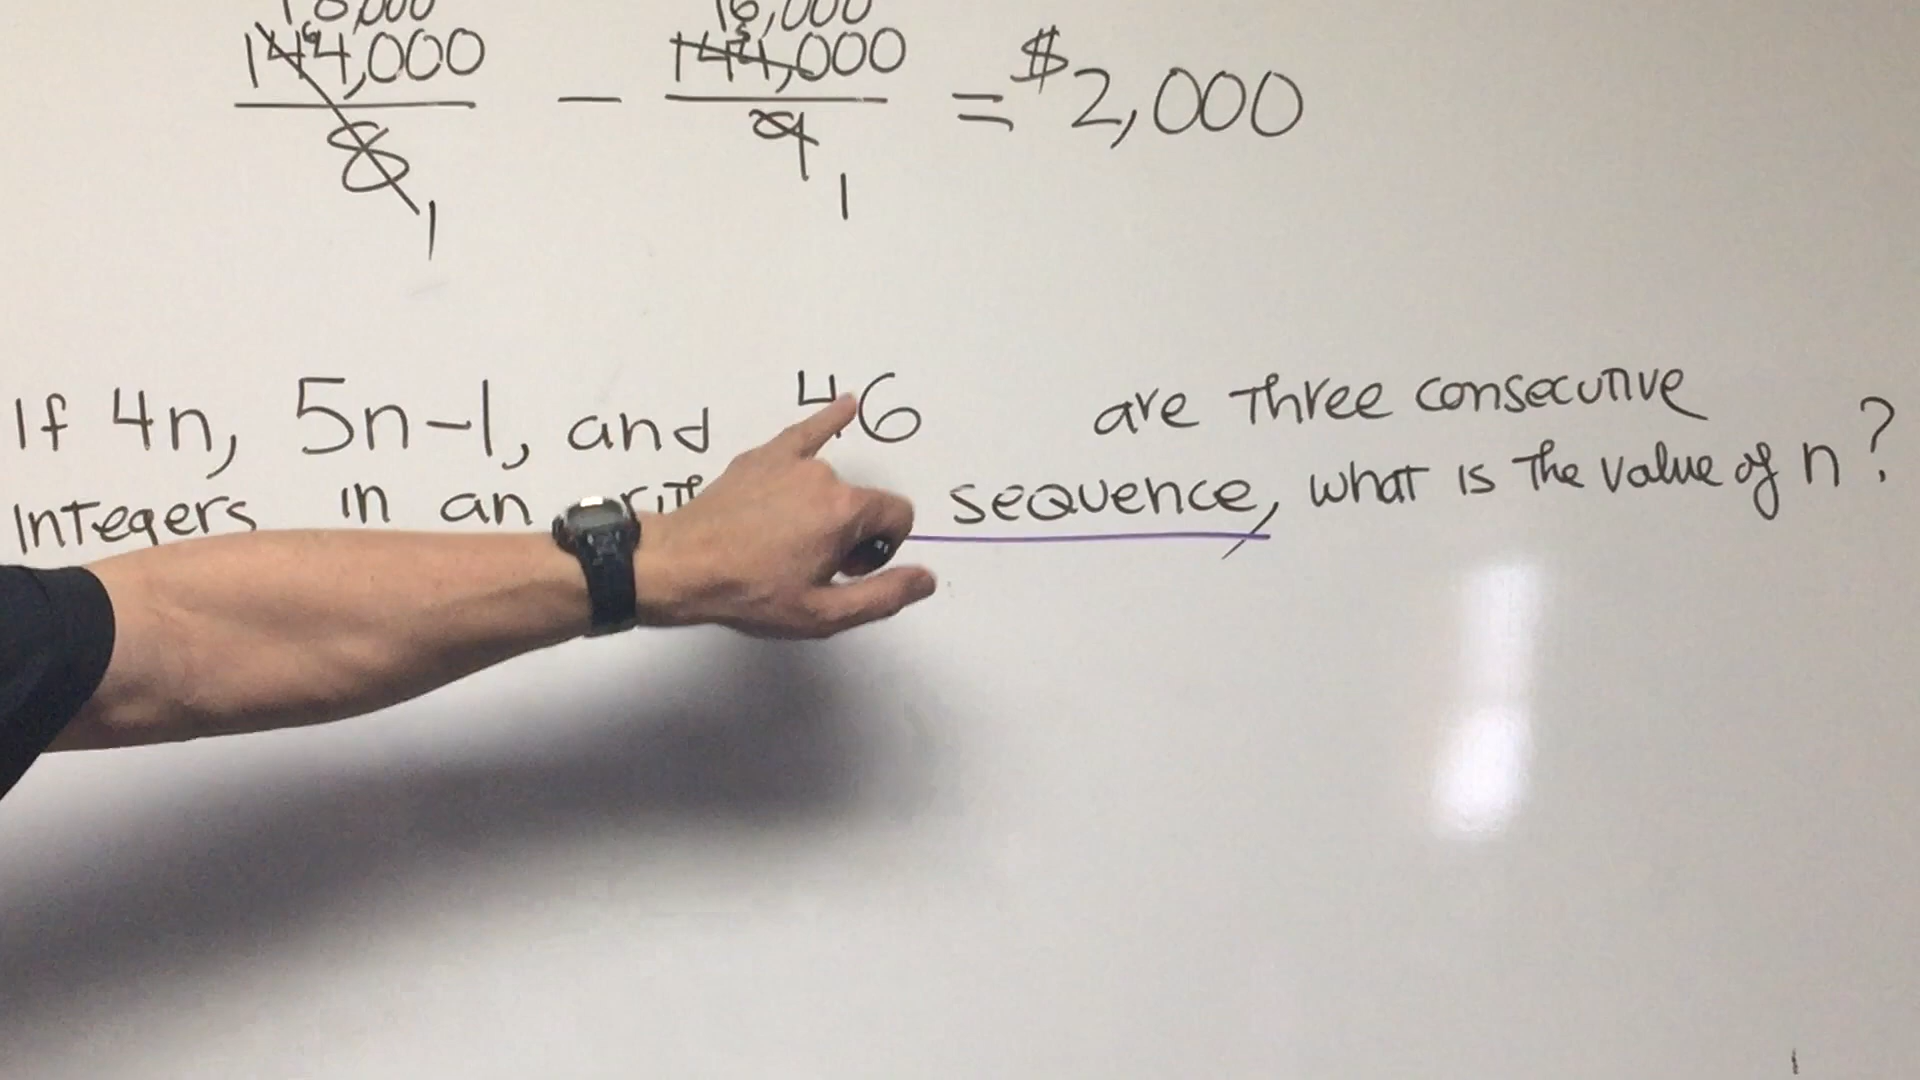 18,000 16,000
144,000 - 144,000 = $2,000
8 1 9 1
If 4n, 5n-1, and 46 are three consecutive
Integers in an sequence, what is the value of n?